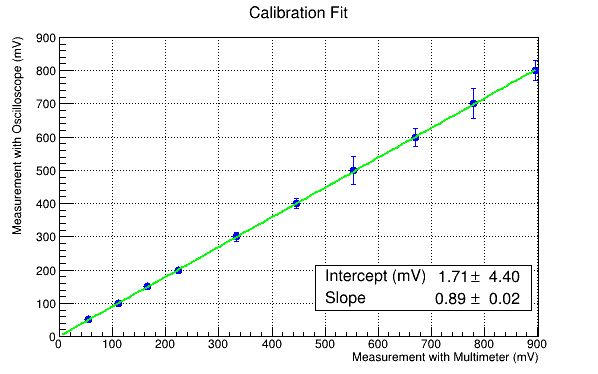 Calibration Fit
Measurement with Oscilloscope (mV)
900
800
700
600
500
400
300
200
100
0
Intercept (mV) 1.71 ± 4.40
Slope 0.89 ± 0.02
0 100 200 300 400 500 600 700 800 900
Measurement with Multimeter (mV)